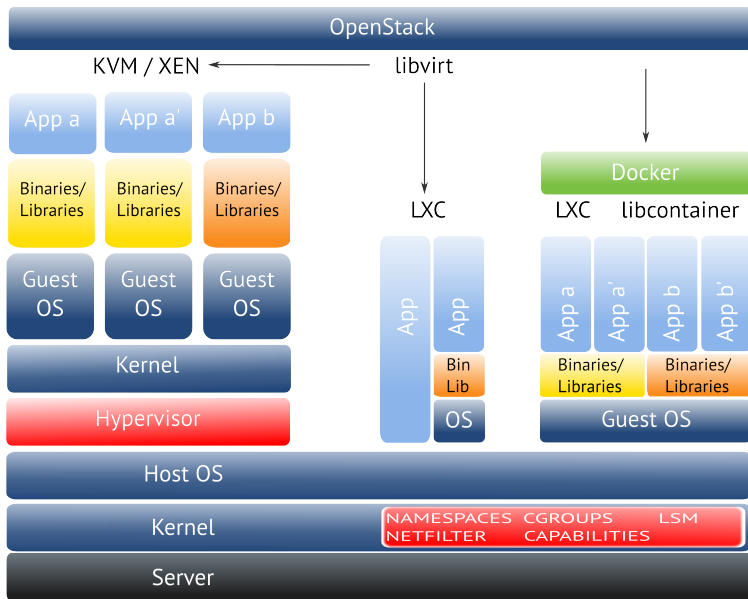 OpenStack
KVM / XEN
libvirt
App a
App a'
App b
Docker
Binaries/
Libraries
Binaries/
Libraries
Binaries/
Libraries
LXC
LXC
libcontainer
Guest
OS
Guest
OS
Guest
OS
App
App
App a
App a'
App b
App b'
Kernel
Bin
Lib
Binaries/
Libraries
Binaries/
Libraries
Hypervisor
OS
Guest OS
Host OS
Kernel
NAMESPACES CGROUPS LSM
NETFILTER CAPABILITIES
Server